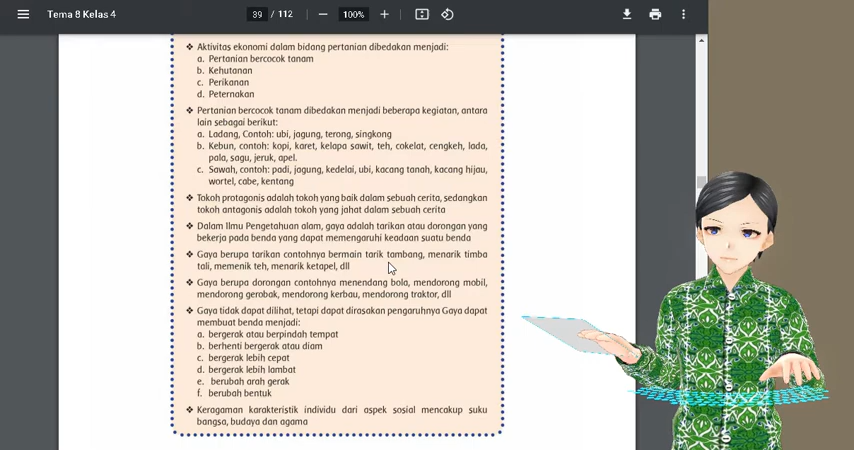 Tema 8 Kelas 4
39 / 112
100%
Aktivitas ekonomi dalam bidang pertanian dibedakan menjadi:
a. Pertanian bercocok tanam
b. Kehutanan
c. Perikanan
d. Peternakan
Pertanian bercocok tanam dibedakan menjadi beberapa kegiatan, antara
lain sebagai berikut:
a. Ladang, Contoh: ubi, jagung, terong, singkong
b. Kebun, contoh: kopi, karet, kelapa sawit, teh, cokelat, cengkeh, lada,
pala, sagu, jeruk, apel.
c. Sawah, contoh: padi, jagung, kedelai, ubi, kacang tanah, kacang hijau,
wortel, cabe, kentang
Tokoh protagonis adalah tokoh yang baik dalam sebuah cerita, sedangkan
tokoh antagonis adalah tokoh yang jahat dalam sebuah cerita
Dalam Ilmu Pengetahuan alam, gaya adalah tarikan atau dorongan yang
bekerja pada benda yang dapat memengaruhi keadaan suatu benda
Gaya berupa tarikan contohnya bermain tarik tambang, menarik timba
tali, memenik teh, menarik ketapel, dll
Gaya berupa dorongan contohnya menendang bola, mendorong mobil,
mendorong gerobak, mendorong kerbau, mendorong traktor, dll
Gaya tidak dapat dilihat, tetapi dapat dirasakan pengaruhnya Gaya dapat
membuat benda menjadi:
a. bergerak atau berpindah tempat
b. berhenti bergerak atau diam
c. bergerak lebih cepat
d. bergerak lebih lambat
e. berubah arah gerak
f. berubah bentuk
Keragaman karakteristik individu dari aspek sosial mencakup suku
bangsa, budaya dan agama